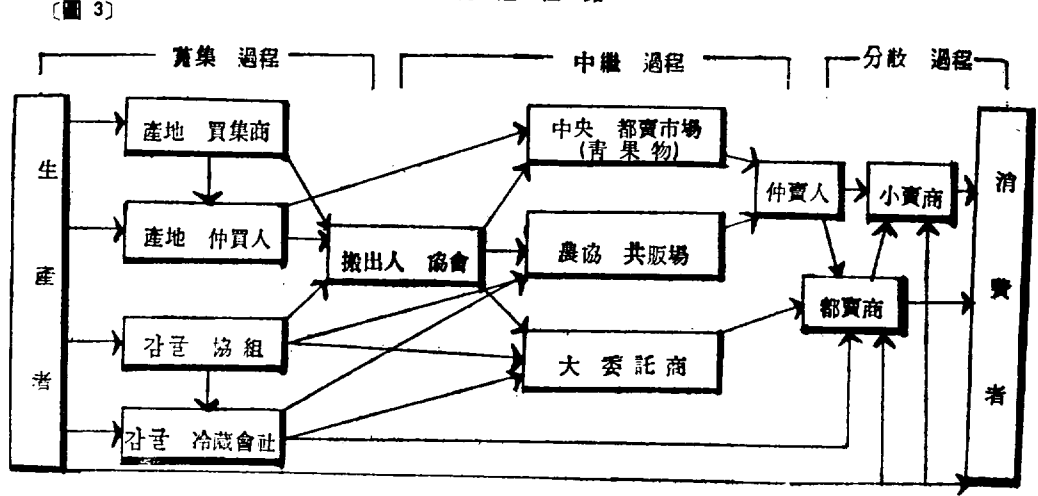 〔圖 3〕
蒐集 過程
中繼 過程
分散 過程
生產者
產地 買集商
產地 仲買人
감귤 協組
감귤 冷蔵會社
搬出人 協會
中央 都賣市場
(靑果物)
農協 共販場
大 委託商
仲賣人
小賣商
都賣商
消費者